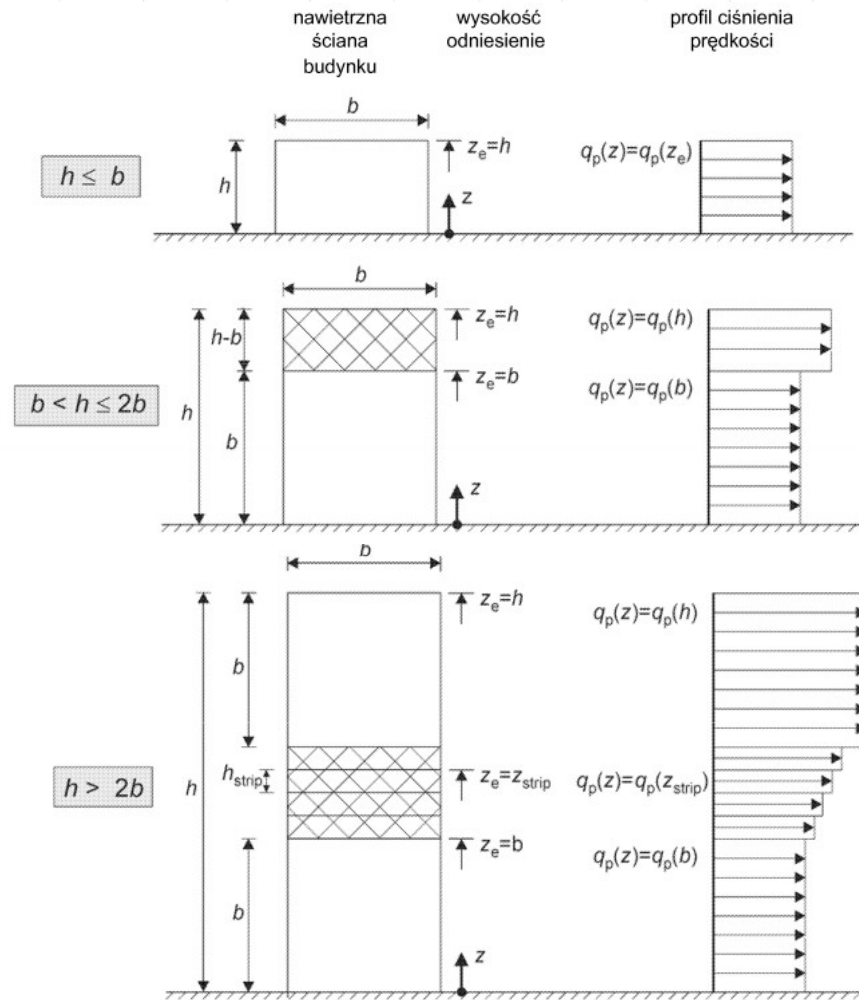 nawietrzna
ściana
budynku
wysokość
odniesienie
profil ciśnienia
prędkości
h ≤ b
b
h
z_e=h
z
q_p(z)=q_p(z_e)
b < h ≤ 2b
b
h-b
h
b
z_e=h
z_e=b
z
q_p(z)=q_p(h)
q_p(z)=q_p(b)
h > 2b
b
h
b
h_strip
b
z_e=h
z_e=z_strip
z_e=b
z
q_p(z)=q_p(h)
q_p(z)=q_p(z_strip)
q_p(z)=q_p(b)